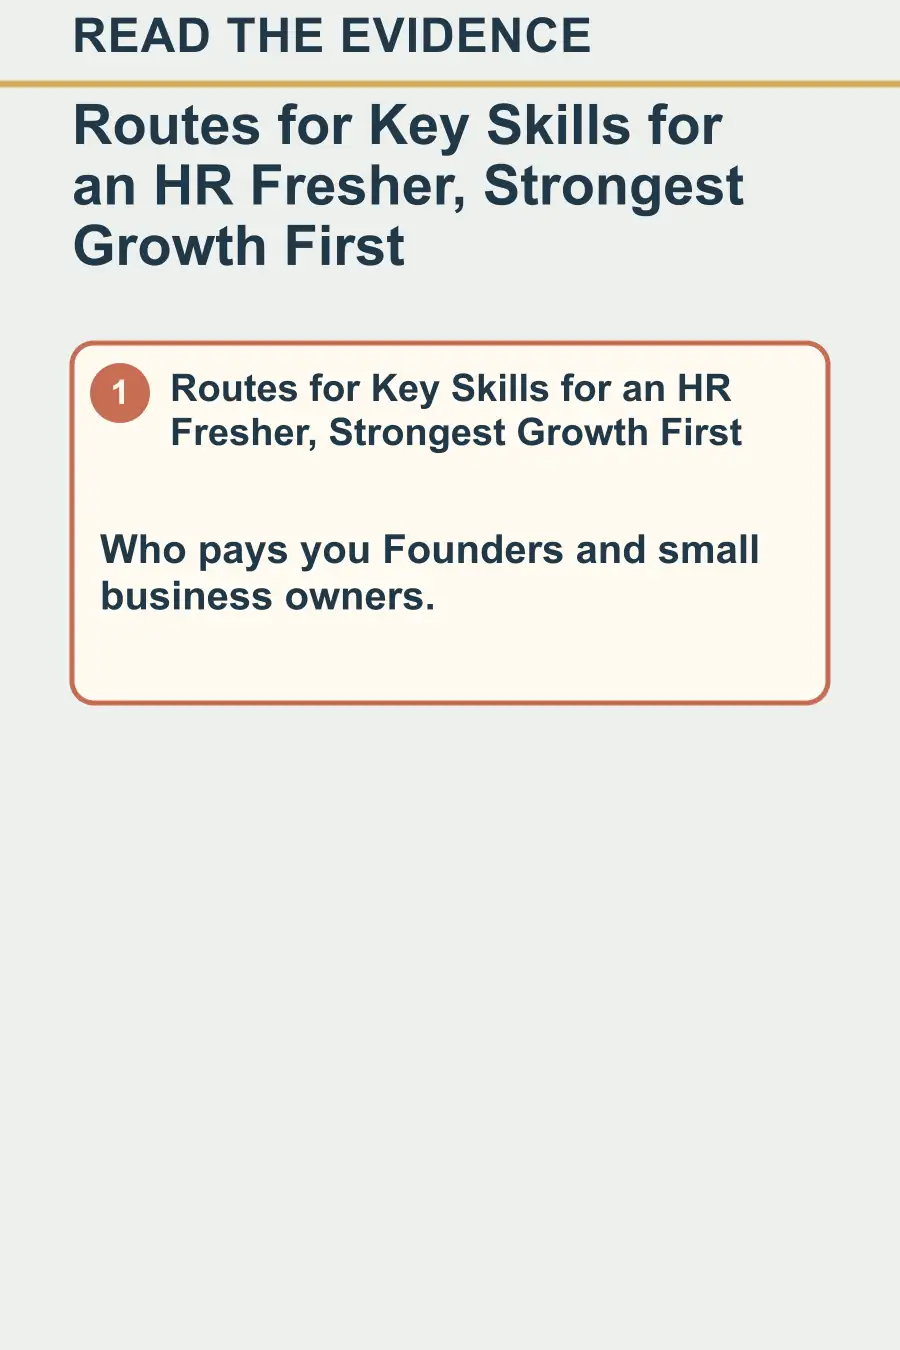 READ THE EVIDENCE
Routes for Key Skills for
an HR Fresher, Strongest
Growth First
1
Routes for Key Skills for an HR
Fresher, Strongest Growth First
Who pays you Founders and small
business owners.